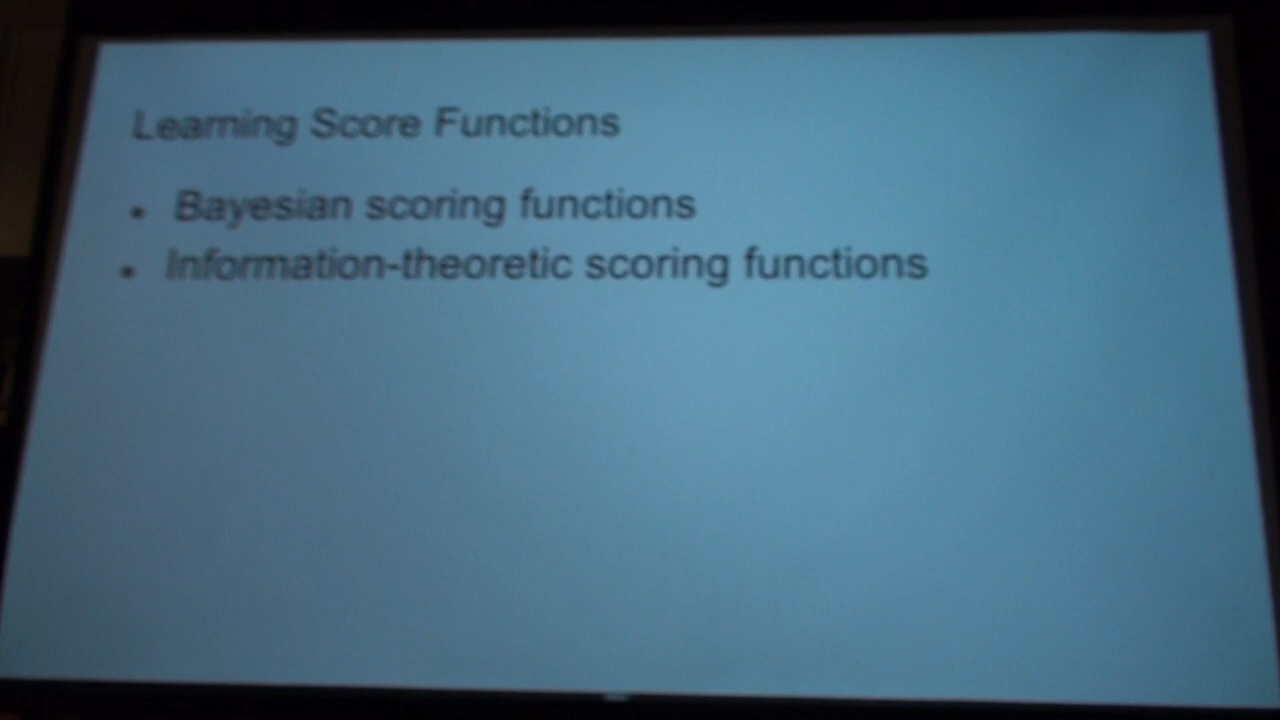 Learning Score Functions
• Bayesian scoring functions
• Information-theoretic scoring functions